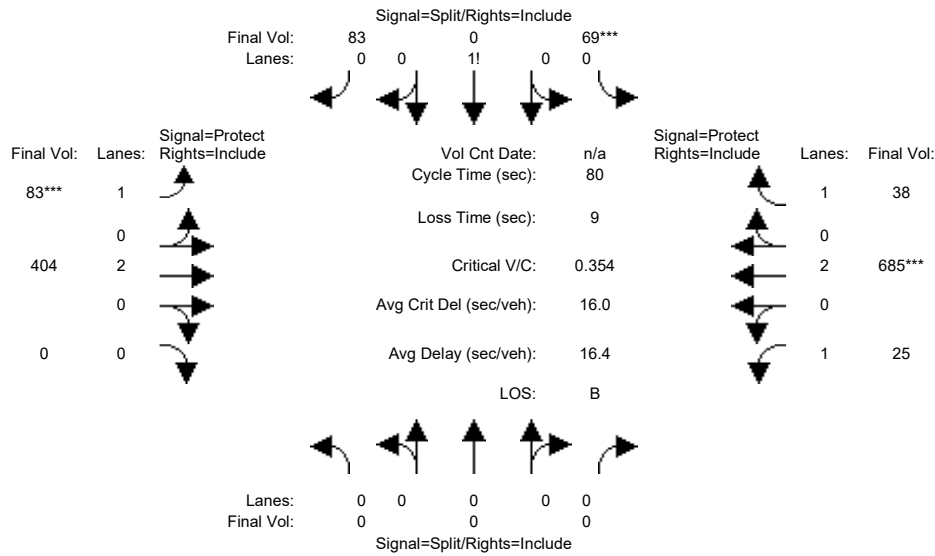 Signal=Split/Rights=Include
Final Vol: 83 0 69***
Lanes: 0 0 1! 0 0
Signal=Protect
Final Vol: Lanes: Rights=Include
Vol Cnt Date: n/a
Signal=Protect
Rights=Include Lanes: Final Vol:
Cycle Time (sec): 80
83*** 1
1 38
Loss Time (sec): 9
0
0
404 2
Critical V/C: 0.354
2 685***
0
Avg Crit Del (sec/veh): 16.0
0
0 0
Avg Delay (sec/veh): 16.4
1 25
LOS: B
Lanes: 0 0 0 0 0
Final Vol: 0 0 0
Signal=Split/Rights=Include